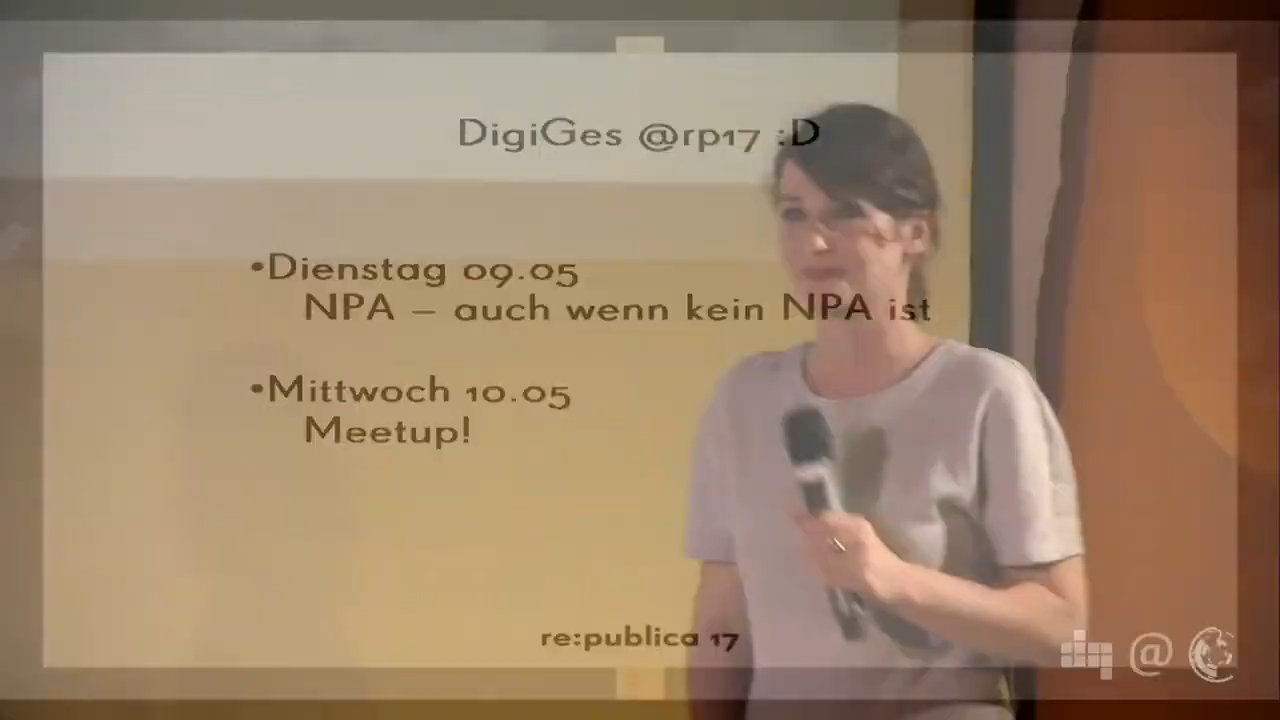 DigiGes @rp17 :D
•Dienstag 09.05
NPA – auch wenn kein NPA ist
•Mittwoch 10.05
Meetup!
re:publica 17
@